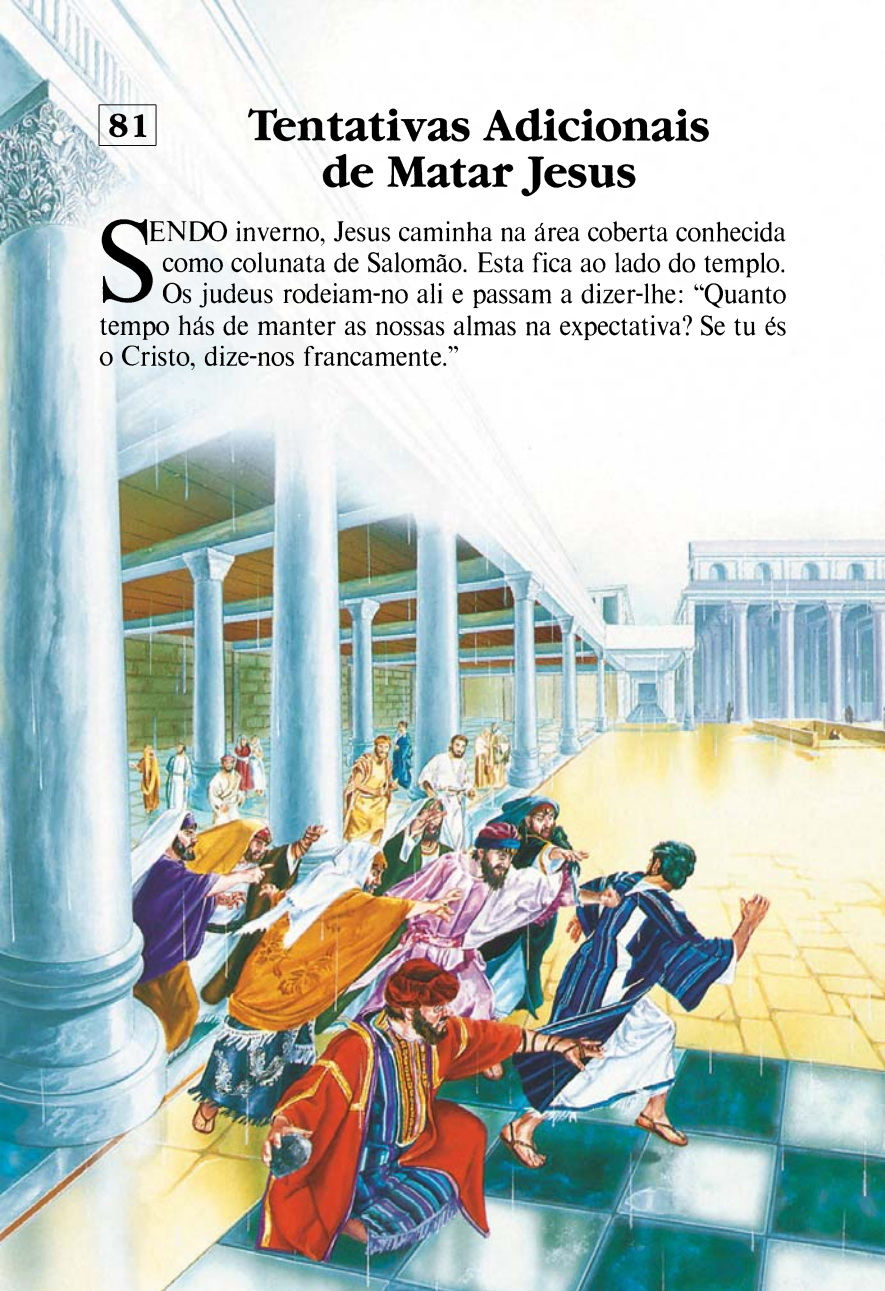 81
Tentativas Adicionais
de Matar Jesus
SENDO inverno, Jesus caminha na área coberta conhecida
como colunata de Salomão. Esta fica ao lado do templo.
Os judeus rodeiam-no ali e passam a dizer-lhe: “Quanto
tempo hás de manter as nossas almas na expectativa? Se tu és
o Cristo, dize-nos francamente.”